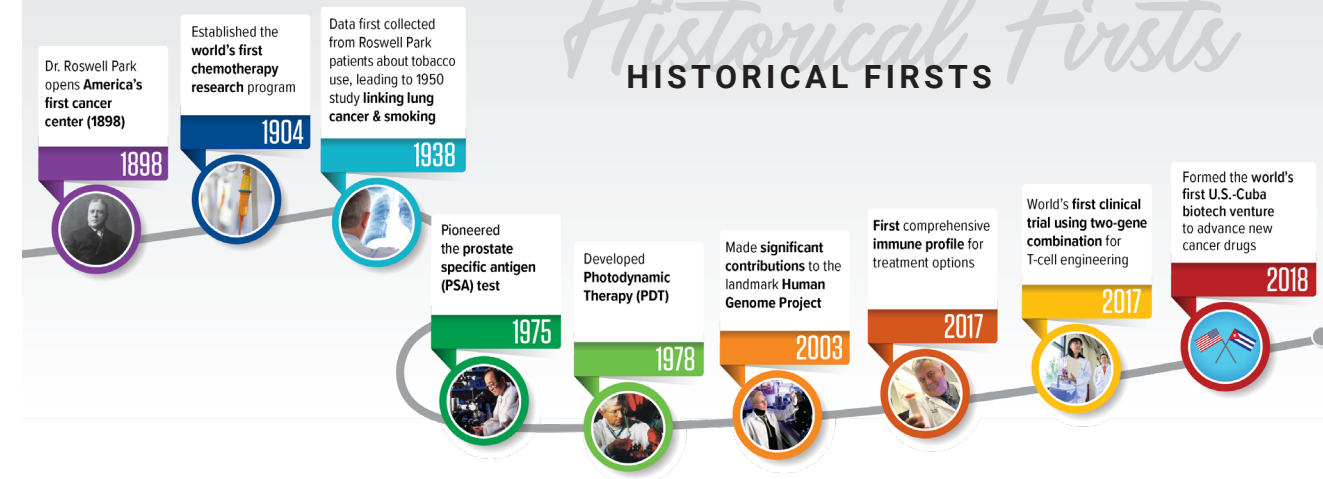 Historical Firsts
HISTORICAL FIRSTS
Dr. Roswell Park
opens America's
first cancer
center (1898)
1898
Established the
world's first
chemotherapy
research program
1904
Data first collected
from Roswell Park
patients about tobacco
use, leading to 1950
study linking lung
cancer & smoking
1938
Pioneered
the prostate
specific antigen
(PSA) test
1975
Developed
Photodynamic
Therapy (PDT)
1978
Made significant
contributions to the
landmark Human
Genome Project
2003
First comprehensive
immune profile for
treatment options
2017
World's first clinical
trial using two-gene
combination for
T-cell engineering
2017
Formed the world's
first U.S.-Cuba
biotech venture
to advance new
cancer drugs
2018